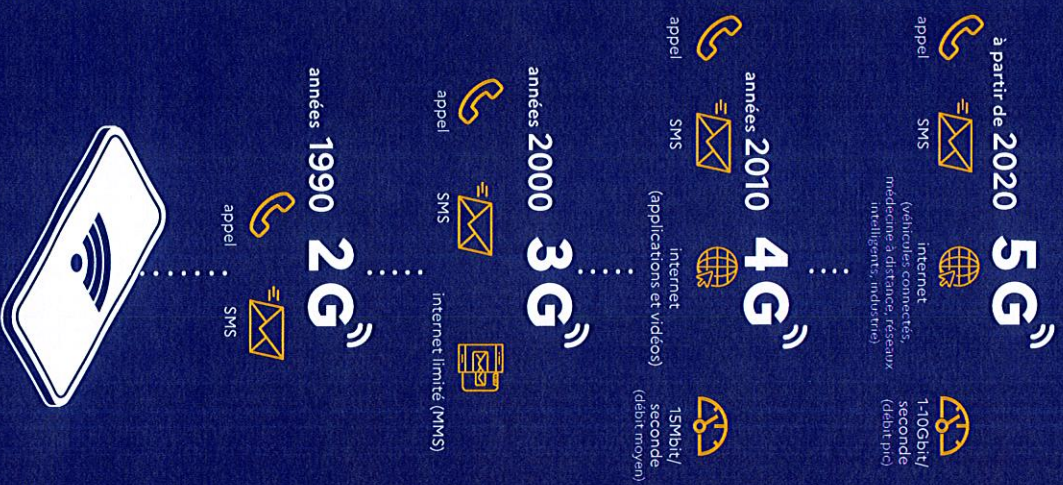 à partir de 2020 5G
appel
SMS
internet
(véhicules connectés,
médecine à distance, réseaux
intelligents, industrie)
1-10Gbit/
seconde
(débit pic)
années 2010 4G
appel
SMS
internet
(applications et vidéos)
15Mbit/
seconde
(débit moyen)
années 2000 3G
appel
SMS
internet limité (MMS)
années 1990 2G
appel
SMS